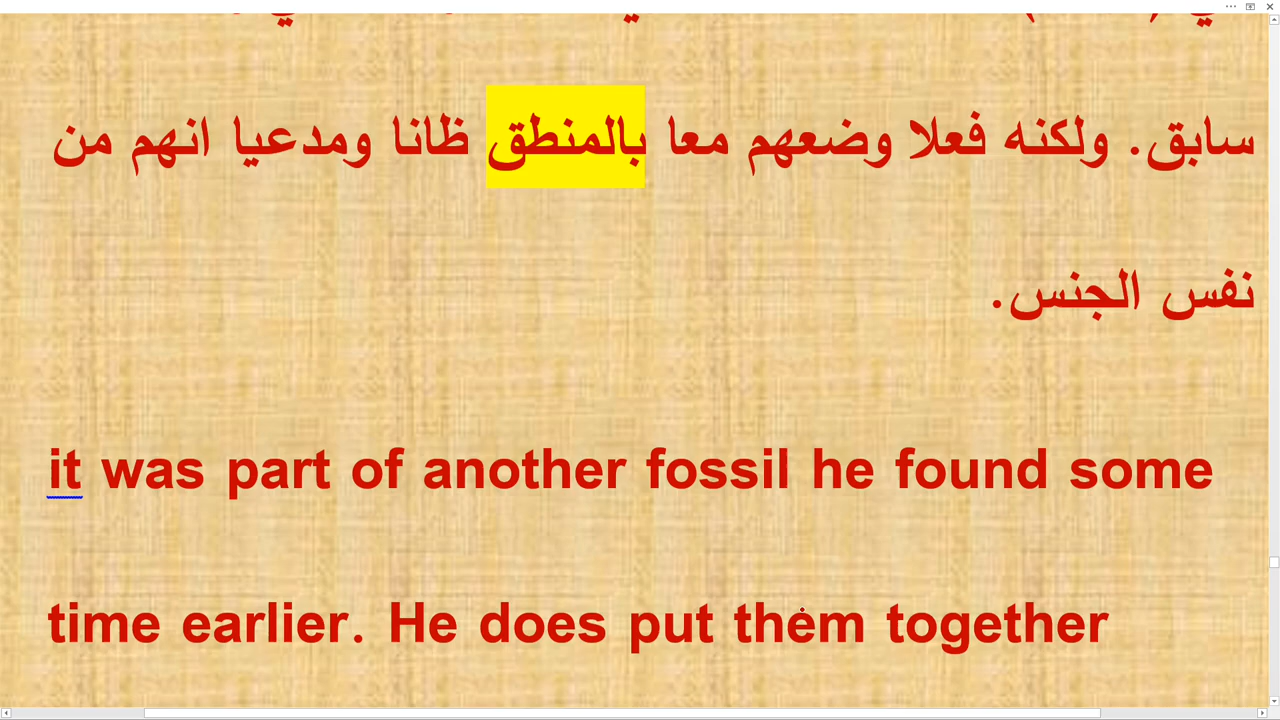 سابق. ولكنه فعلا وضعهم معا بالمنطق ظانا ومدعيا انهم من
نفس الجنس.
it was part of another fossil he found some
time earlier. He does put them together